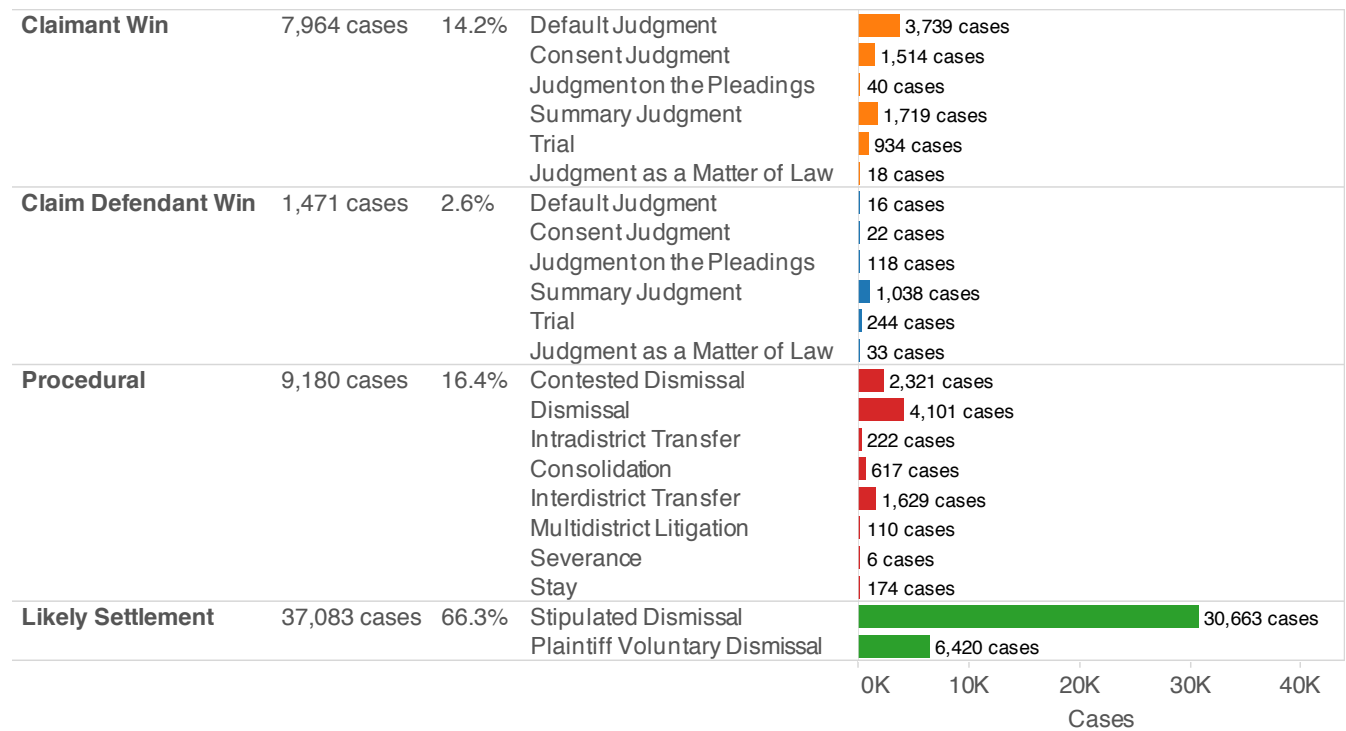 Claimant Win 7,964 cases 14.2% Default Judgment 3,739 cases
Consent Judgment 1,514 cases
Judgment on the Pleadings 40 cases
Summary Judgment 1,719 cases
Trial 934 cases
Judgment as a Matter of Law 18 cases
Claim Defendant Win 1,471 cases 2.6% Default Judgment 16 cases
Consent Judgment 22 cases
Judgment on the Pleadings 118 cases
Summary Judgment 1,038 cases
Trial 244 cases
Judgment as a Matter of Law 33 cases
Procedural 9,180 cases 16.4% Contested Dismissal 2,321 cases
Dismissal 4,101 cases
Intradistrict Transfer 222 cases
Consolidation 617 cases
Interdistrict Transfer 1,629 cases
Multidistrict Litigation 110 cases
Severance 6 cases
Stay 174 cases
Likely Settlement 37,083 cases 66.3% Stipulated Dismissal 30,663 cases
Plaintiff Voluntary Dismissal 6,420 cases
0K 10K 20K 30K 40K
Cases